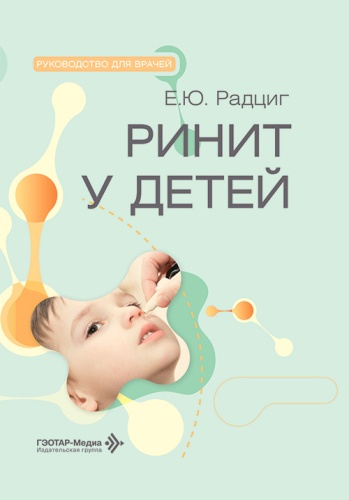 РУКОВОДСТВО ДЛЯ ВРАЧЕЙ
Е.Ю. Радциг
РИНИТ
У ДЕТЕЙ
ГЭОТАР-Медиа
Издательская группа